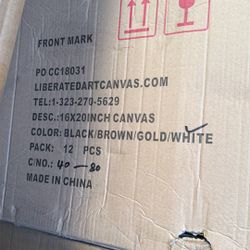 FRONT MARK
PO CC18031
LIBERATEDARTCANVAS.COM
TEL:1-323-270-5629
DESC.:16X20INCH CANVAS
COLOR: BLACK/BROWN/GOLD/WHITE
PACK: 12 PCS
C/NO.: 40-80
MADE IN CHINA